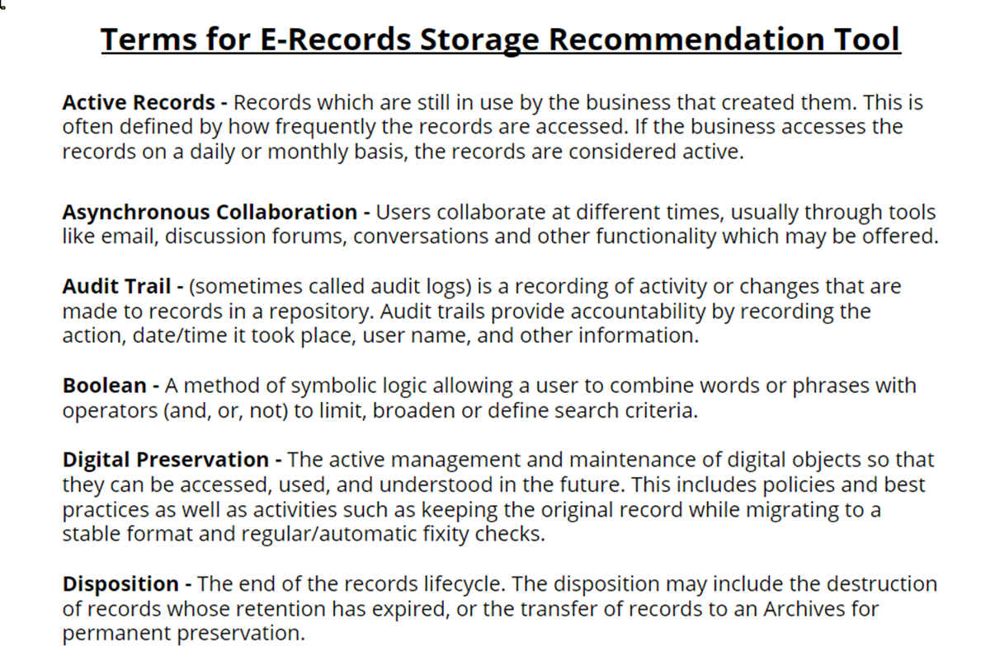 Terms for E-Records Storage Recommendation Tool
Active Records - Records which are still in use by the business that created them. This is
often defined by how frequently the records are accessed. If the business accesses the
records on a daily or monthly basis, the records are considered active.
Asynchronous Collaboration - Users collaborate at different times, usually through tools
like email, discussion forums, conversations and other functionality which may be offered.
Audit Trail - (sometimes called audit logs) is a recording of activity or changes that are
made to records in a repository. Audit trails provide accountability by recording the
action, date/time it took place, user name, and other information.
Boolean - A method of symbolic logic allowing a user to combine words or phrases with
operators (and, or, not) to limit, broaden or define search criteria.
Digital Preservation - The active management and maintenance of digital objects so that
they can be accessed, used, and understood in the future. This includes policies and best
practices as well as activities such as keeping the original record while migrating to a
stable format and regular/automatic fixity checks.
Disposition - The end of the records lifecycle. The disposition may include the destruction
of records whose retention has expired, or the transfer of records to an Archives for
permanent preservation.